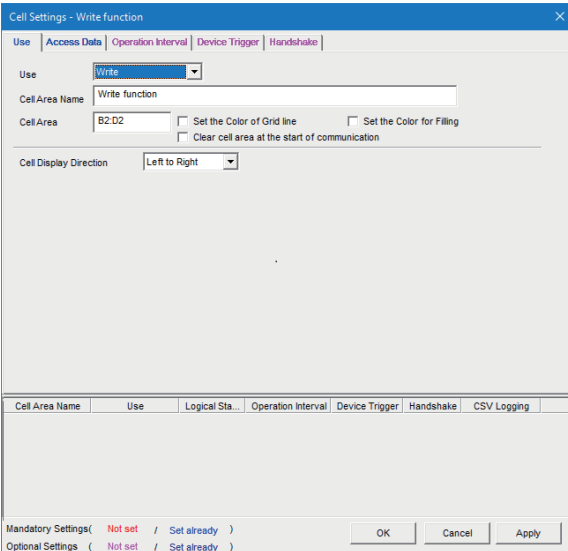 Cell Settings - Write function
Use Access Data Operation Interval Device Trigger Handshake
Use Write
Cell Area Name Write function
Cell Area B2:D2 Set the Color of Grid line Set the Color for Filling
Clear cell area at the start of communication
Cell Display Direction Left to Right
Cell Area Name Use Logical Sta... Operation Interval Device Trigger Handshake CSV Logging
Mandatory Settings( Not set / Set already )
OK Cancel Apply
Optional Settings ( Not set / Set already )